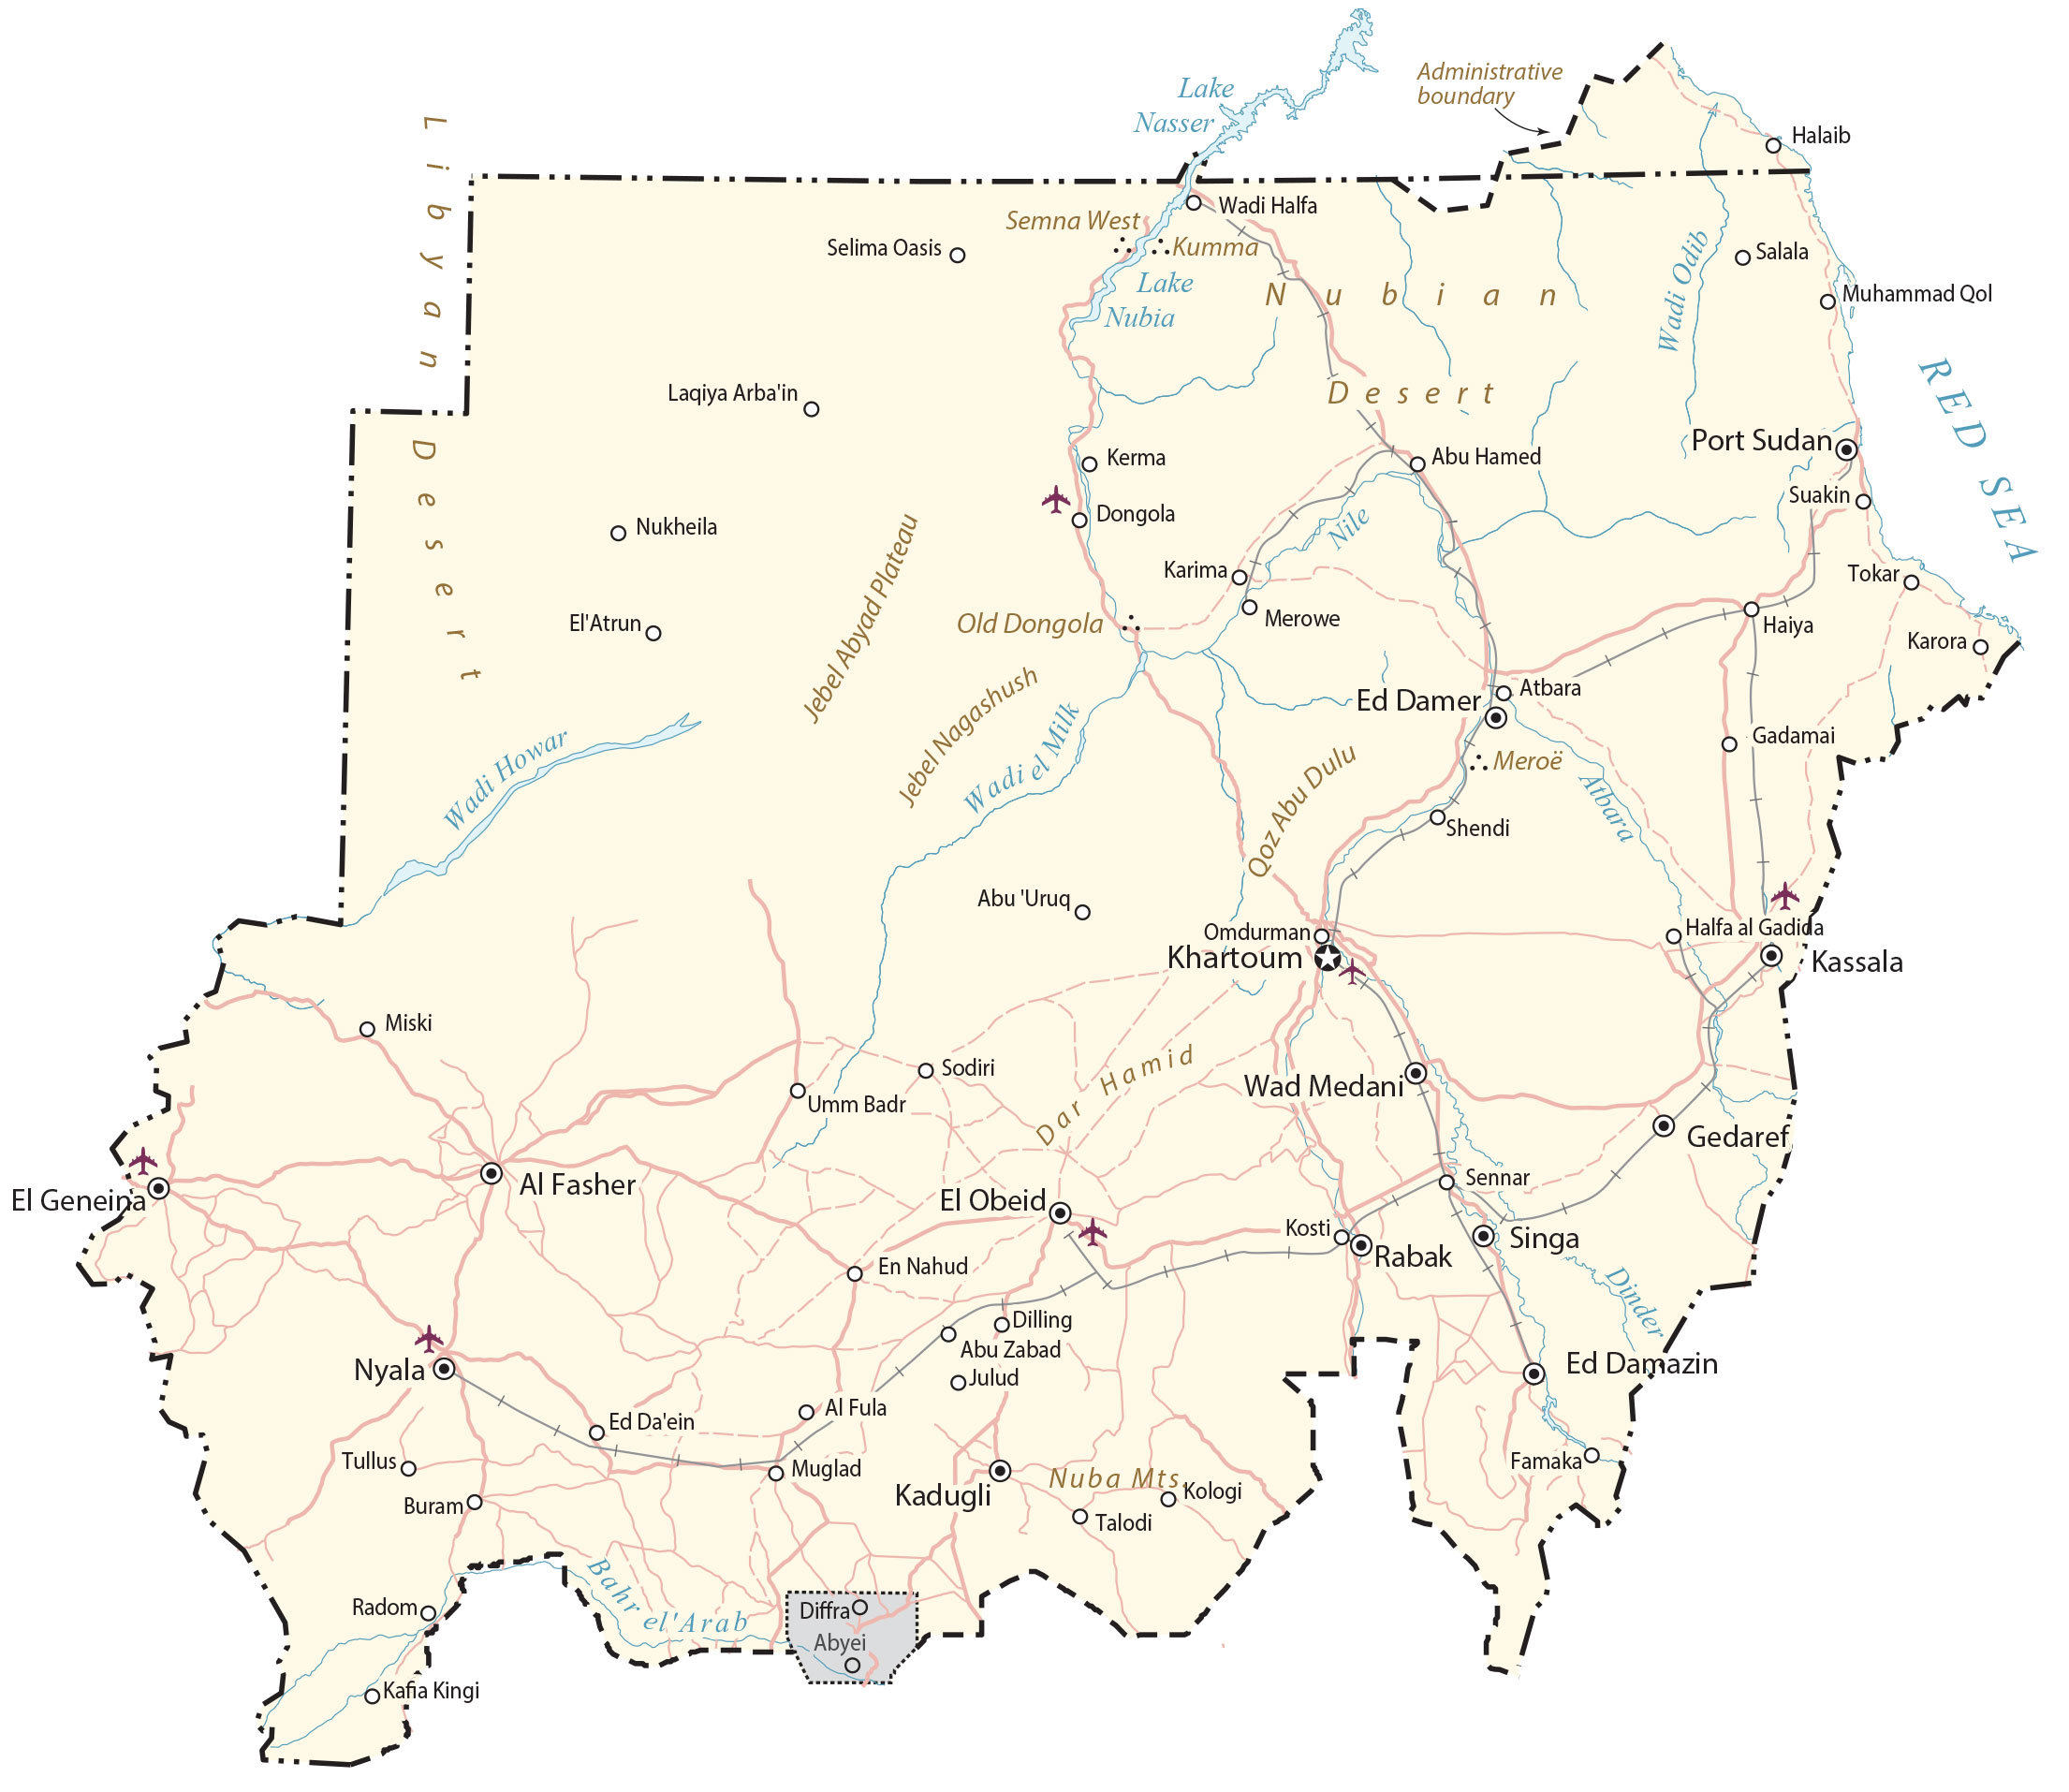 Lake
Nasser
Administrative
boundary
Halaib
Libyan
Desert
Wadi Halfa
Semna West
Kumma
Selima Oasis
Lake
Nubia
Nubian
Desert
Wadi Odib
Salala
Muhammad Qol
RED SEA
Laqiya Arba'in
Port Sudan
Kerma
Abu Hamed
Suakin
Dongola
Nukheila
Nile
Jebel Abyad Plateau
Karima
Tokar
Merowe
El'Atrun
Old Dongola
Haiya
Karora
Jebel Nagashush
Wadi el Milk
Atbara
Ed Damer
Gadamai
Wadi Howar
Meroë
Qoz Abu Dulu
Atbara
Shendi
Abu 'Uruq
Omdurman
Khartoum
Halfa al Gadida
Kassala
Miski
Sodiri
Dar Hamid
Wad Medani
Umm Badr
Gedaref
El Geneina
Al Fasher
El Obeid
Sennar
Kosti
Rabak
Singa
En Nahud
Dinder
Dilling
Abu Zabad
Nyala
Julud
Ed Damazin
Al Fula
Ed Da'ein
Tullus
Muglad
Famaka
Buram
Kadugli
Nuba Mts.
Kologi
Talodi
Bahr el 'Arab
Radom
Diffra
Abyei
Kafia Kingi